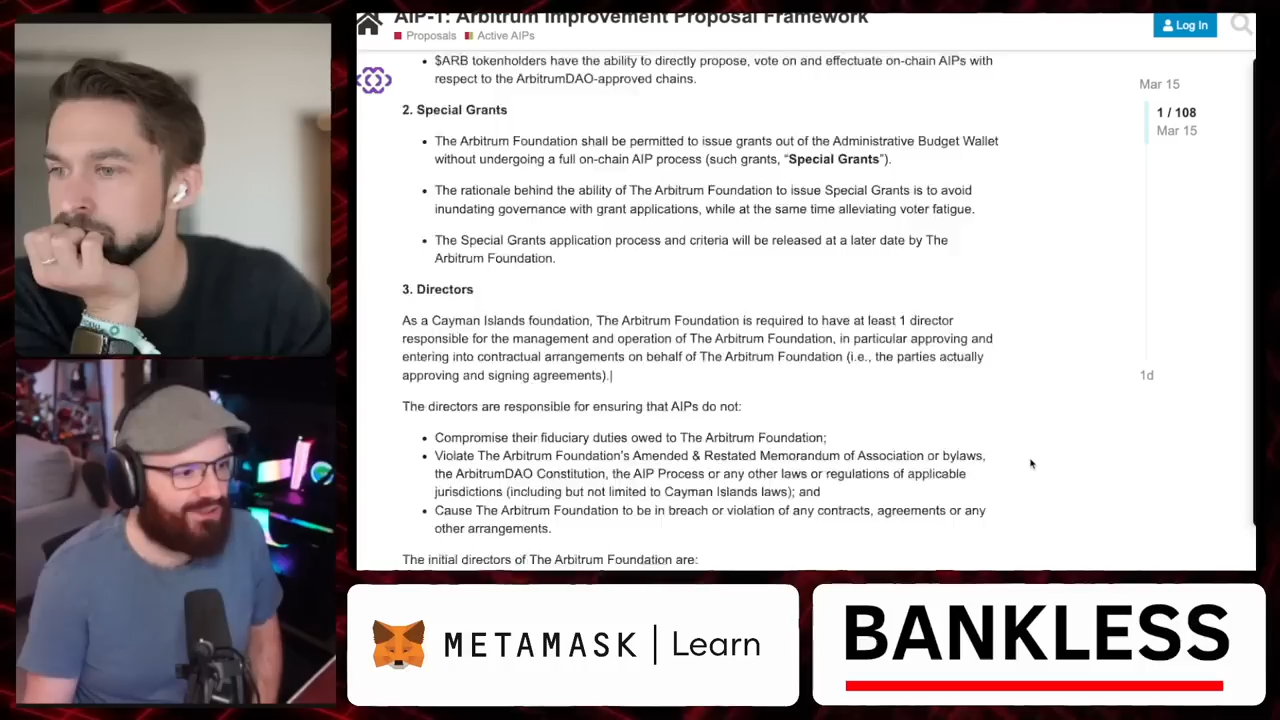 AIP-1: Arbitrum Improvement Proposal Framework
Proposals Active AIPs
Log In
$ARB tokenholders have the ability to directly propose, vote on and effectuate on-chain AIPs with
respect to the ArbitrumDAO-approved chains.
2. Special Grants
The Arbitrum Foundation shall be permitted to issue grants out of the Administrative Budget Wallet
without undergoing a full on-chain AIP process (such grants, “Special Grants”).
The rationale behind the ability of The Arbitrum Foundation to issue Special Grants is to avoid
inundating governance with grant applications, while at the same time alleviating voter fatigue.
The Special Grants application process and criteria will be released at a later date by The
Arbitrum Foundation.
3. Directors
As a Cayman Islands foundation, The Arbitrum Foundation is required to have at least 1 director
responsible for the management and operation of The Arbitrum Foundation, in particular approving and
entering into contractual arrangements on behalf of The Arbitrum Foundation (i.e., the parties actually
approving and signing agreements).
The directors are responsible for ensuring that AIPs do not:
Compromise their fiduciary duties owed to The Arbitrum Foundation;
Violate The Arbitrum Foundation’s Amended & Restated Memorandum of Association or bylaws,
the ArbitrumDAO Constitution, the AIP Process or any other laws or regulations of applicable
jurisdictions (including but not limited to Cayman Islands laws); and
Cause The Arbitrum Foundation to be in breach or violation of any contracts, agreements or any
other arrangements.
The initial directors of The Arbitrum Foundation are:
Mar 15
1 / 108
Mar 15
1d
METAMASK | Learn
BANKLESS